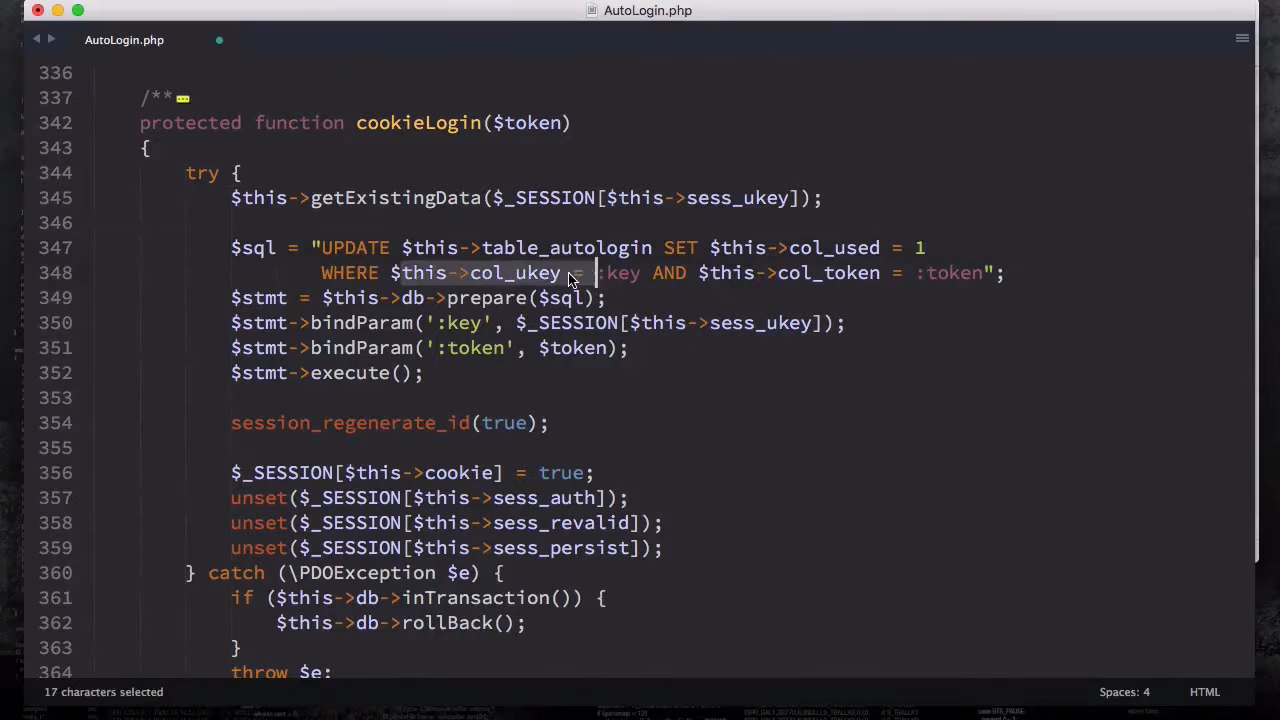 AutoLogin.php
AutoLogin.php
336
337 /**
342 protected function cookieLogin($token)
343 {
344 try {
345 $this->getExistingData($_SESSION[$this->sess_ukey]);
346
347 $sql = "UPDATE $this->table_autologin SET $this->col_used = 1
348 WHERE $this->col_ukey = :key AND $this->col_token = :token";
349 $stmt = $this->db->prepare($sql);
350 $stmt->bindParam(':key', $_SESSION[$this->sess_ukey]);
351 $stmt->bindParam(':token', $token);
352 $stmt->execute();
353
354 session_regenerate_id(true);
355
356 $_SESSION[$this->cookie] = true;
357 unset($_SESSION[$this->sess_auth]);
358 unset($_SESSION[$this->sess_revalid]);
359 unset($_SESSION[$this->sess_persist]);
360 } catch (\PDOException $e) {
361 if ($this->db->inTransaction()) {
362 $this->db->rollBack();
363 }
364 throw $e;
17 characters selected Spaces: 4 HTML